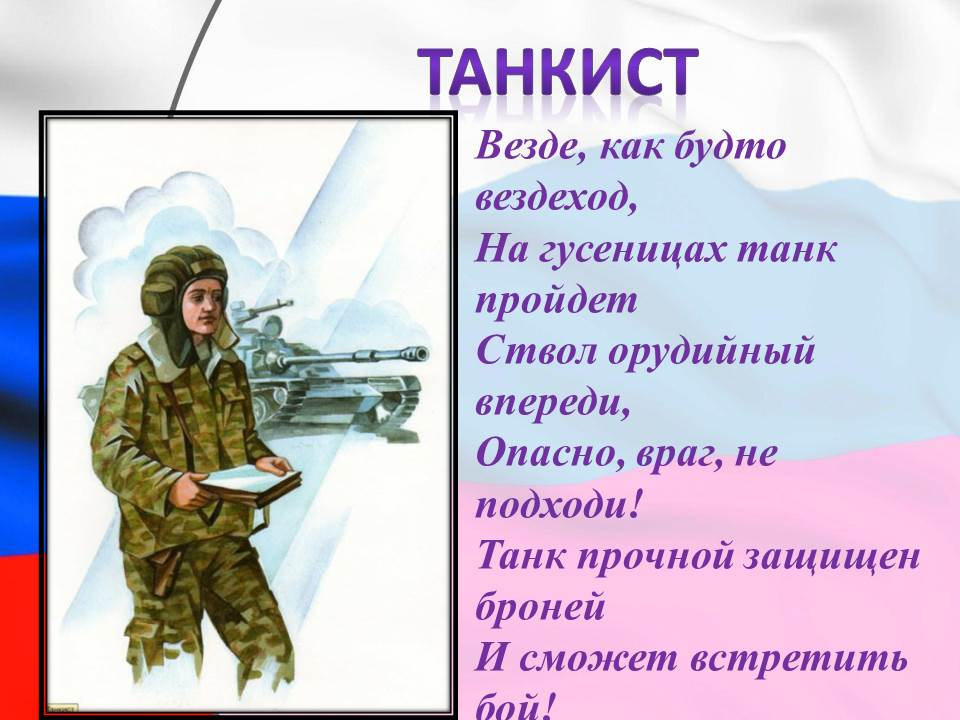 ТАНКИСТ
Везде, как будто
вездеход,
На гусеницах танк
пройдет
Ствол орудийный
впереди,
Опасно, враг, не
подходи!
Танк прочной защищен
броней
И сможет встретить
бой!
ТАНКИСТ